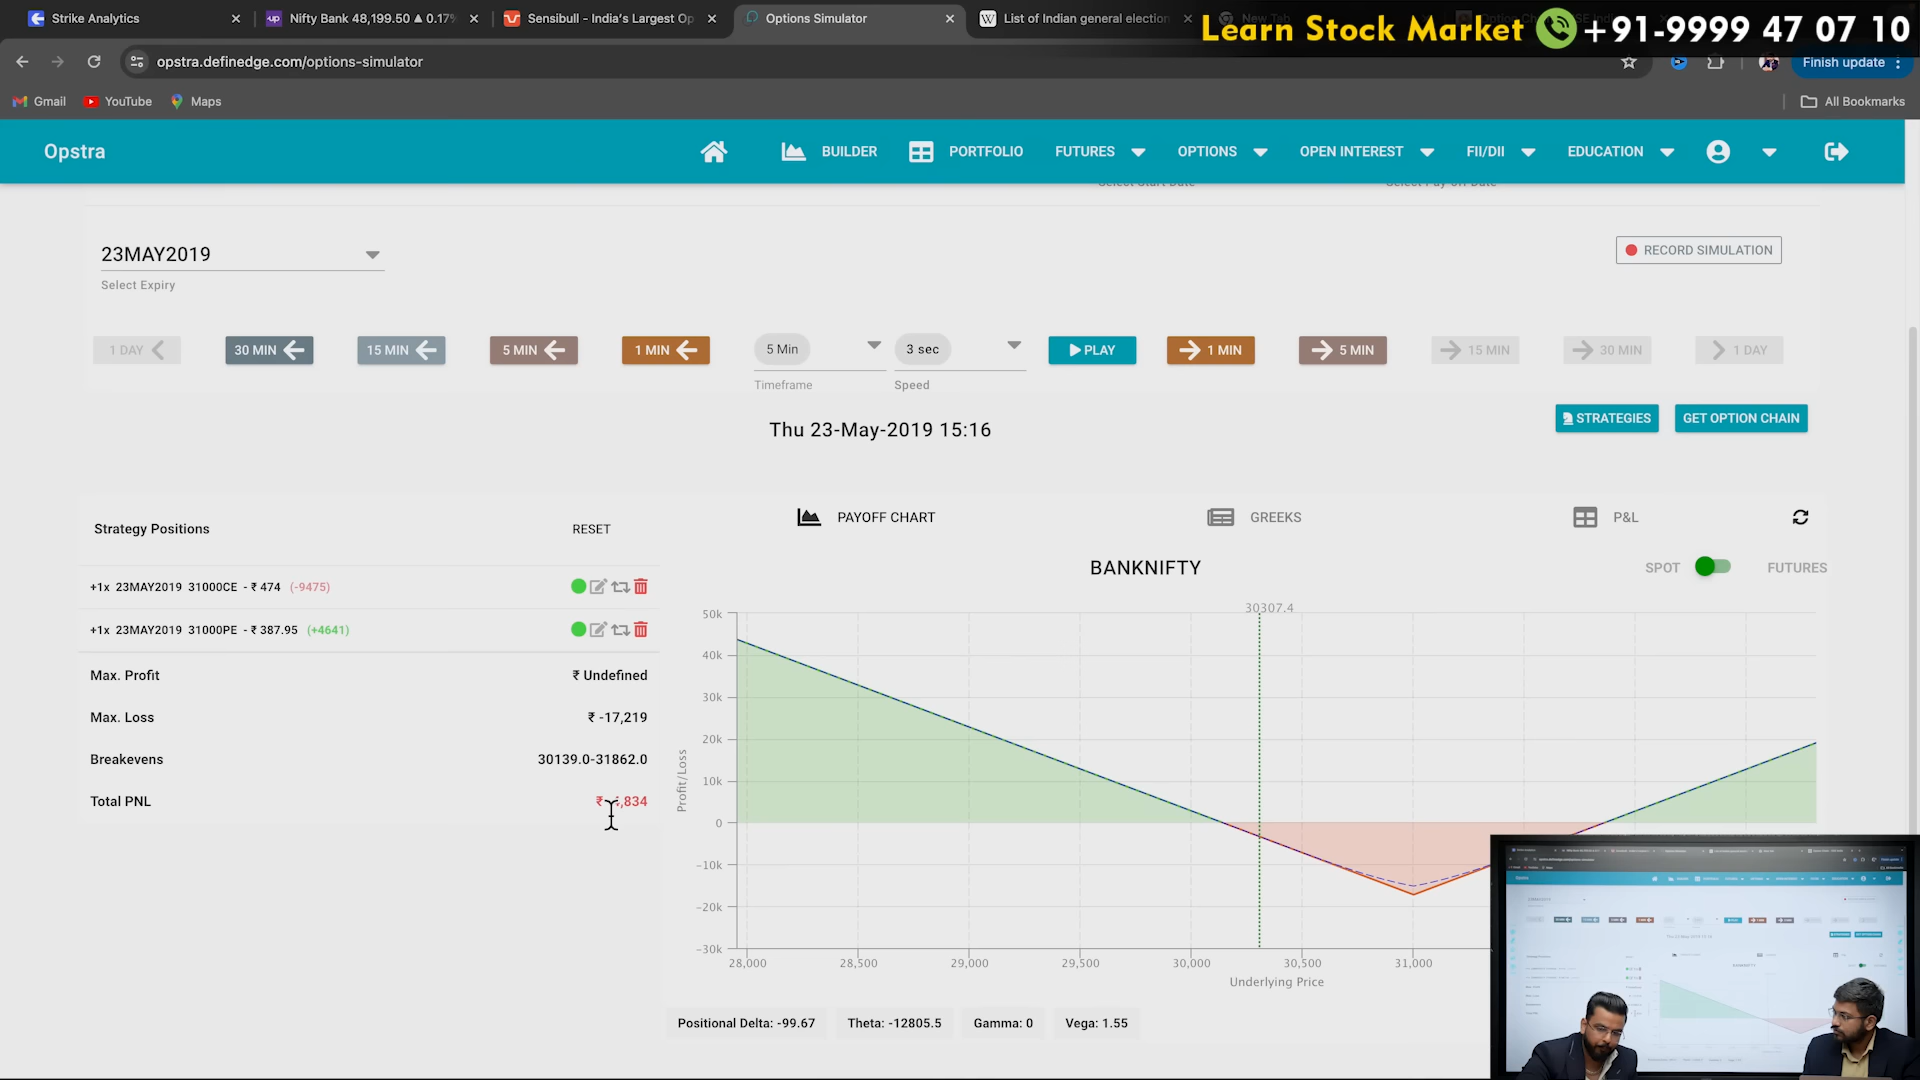 Strike Analytics
Nifty Bank 48,199.50 ▲ 0.17%
Sensibull - India's Largest Op
Options Simulator
List of Indian general election
New Tab
Learn Stock Market +91-9999 47 07 10
opstra.definedge.com/options-simulator
Finish update
Gmail
YouTube
Maps
All Bookmarks
Opstra
BUILDER
PORTFOLIO
FUTURES
OPTIONS
OPEN INTEREST
FII/DII
EDUCATION
23MAY2019
Select Expiry
RECORD SIMULATION
1 DAY
30 MIN
15 MIN
5 MIN
1 MIN
5 Min
Timeframe
3 sec
Speed
PLAY
1 MIN
5 MIN
15 MIN
30 MIN
1 DAY
Thu 23-May-2019 15:16
STRATEGIES
GET OPTION CHAIN
Strategy Positions
RESET
+1x 23MAY2019 31000CE - ₹ 474 (-9475)
+1x 23MAY2019 31000PE - ₹ 387.95 (+4641)
Max. Profit ₹ Undefined
Max. Loss ₹ -17,219
Breakevens 30139.0-31862.0
Total PNL
PAYOFF CHART
GREEKS
P&L
BANKNIFTY
SPOT
FUTURES
30307.4
50k
40k
30k
20k
10k
0
-10k
-20k
-30k
Profit/Loss
28,000
28,500
29,000
29,500
30,000
30,500
31,000
Underlying Price
Positional Delta: -99.67
Theta: -12805.5
Gamma: 0
Vega: 1.55